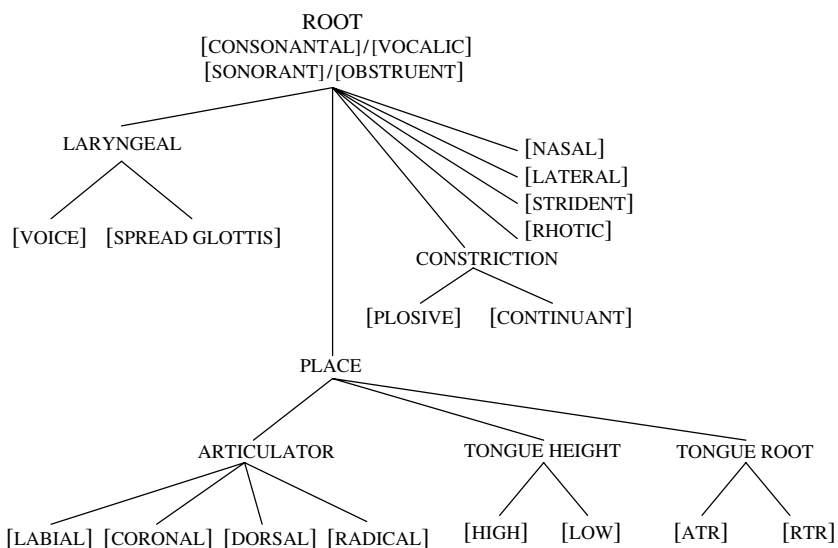 ROOT
[CONSONANTAL]/[VOCALIC]
[SONORANT]/[OBSTRUENT]
LARYNGEAL
[NASAL]
[LATERAL]
[STRIDENT]
[RHOTIC]
[VOICE] [SPREAD GLOTTIS]
CONSTRICTION
[PLOSIVE] [CONTINUANT]
PLACE
ARTICULATOR TONGUE HEIGHT TONGUE ROOT
[LABIAL] [CORONAL] [DORSAL] [RADICAL] [HIGH] [LOW] [ATR] [RTR]